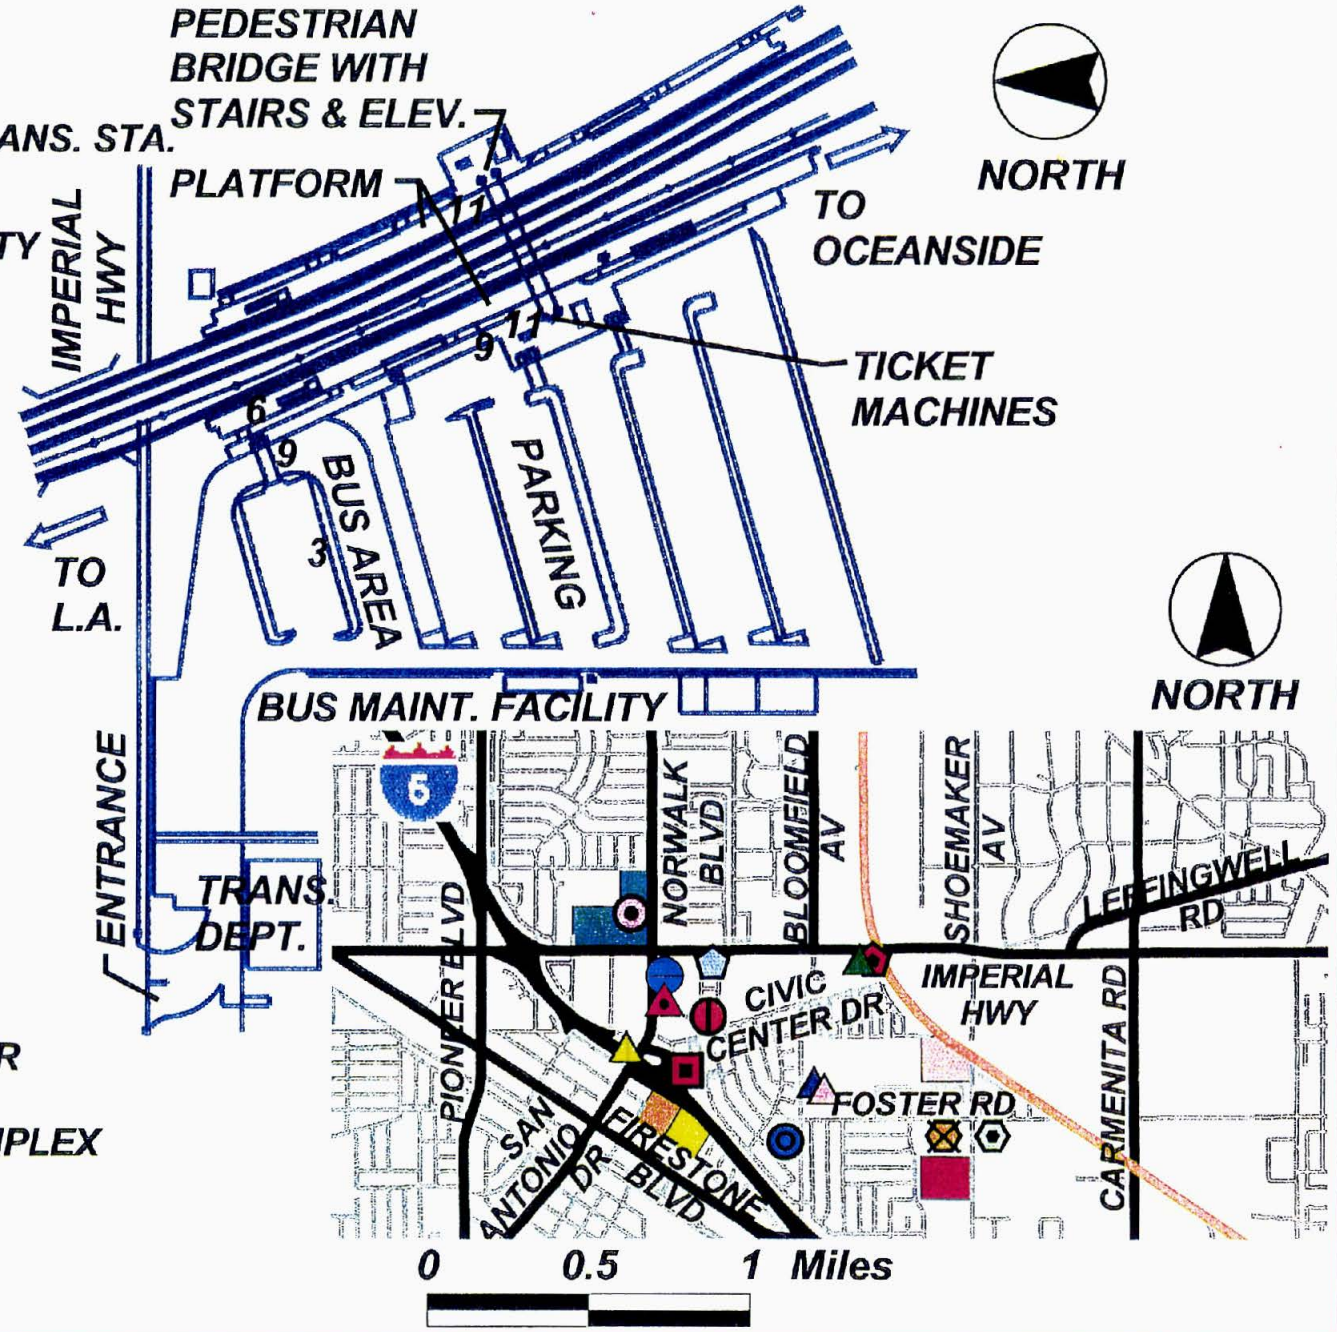 PEDESTRIAN
BRIDGE WITH
STAIRS & ELEV.
ANS. STA.
PLATFORM
NORTH
TY
IMPERIAL
HWY
11
TO
OCEANSIDE
11
9
TICKET
MACHINES
6
9
3
BUS AREA
PARKING
TO
L.A.
NORTH
BUS MAINT. FACILITY
ENTRANCE
TRANS.
DEPT.
5
PIONEER BLVD
NORWALK
BLVD
BLOOMFIELD
AV
SHOEMAKER
AV
LEFFINGWELL
RD
IMPERIAL
HWY
CIVIC
CENTER DR
CARMENITA RD
FOSTER RD
SAN
ANTONIO
DR
FIRESTONE
BLVD
R
MPLEX
0 0.5 1 Miles